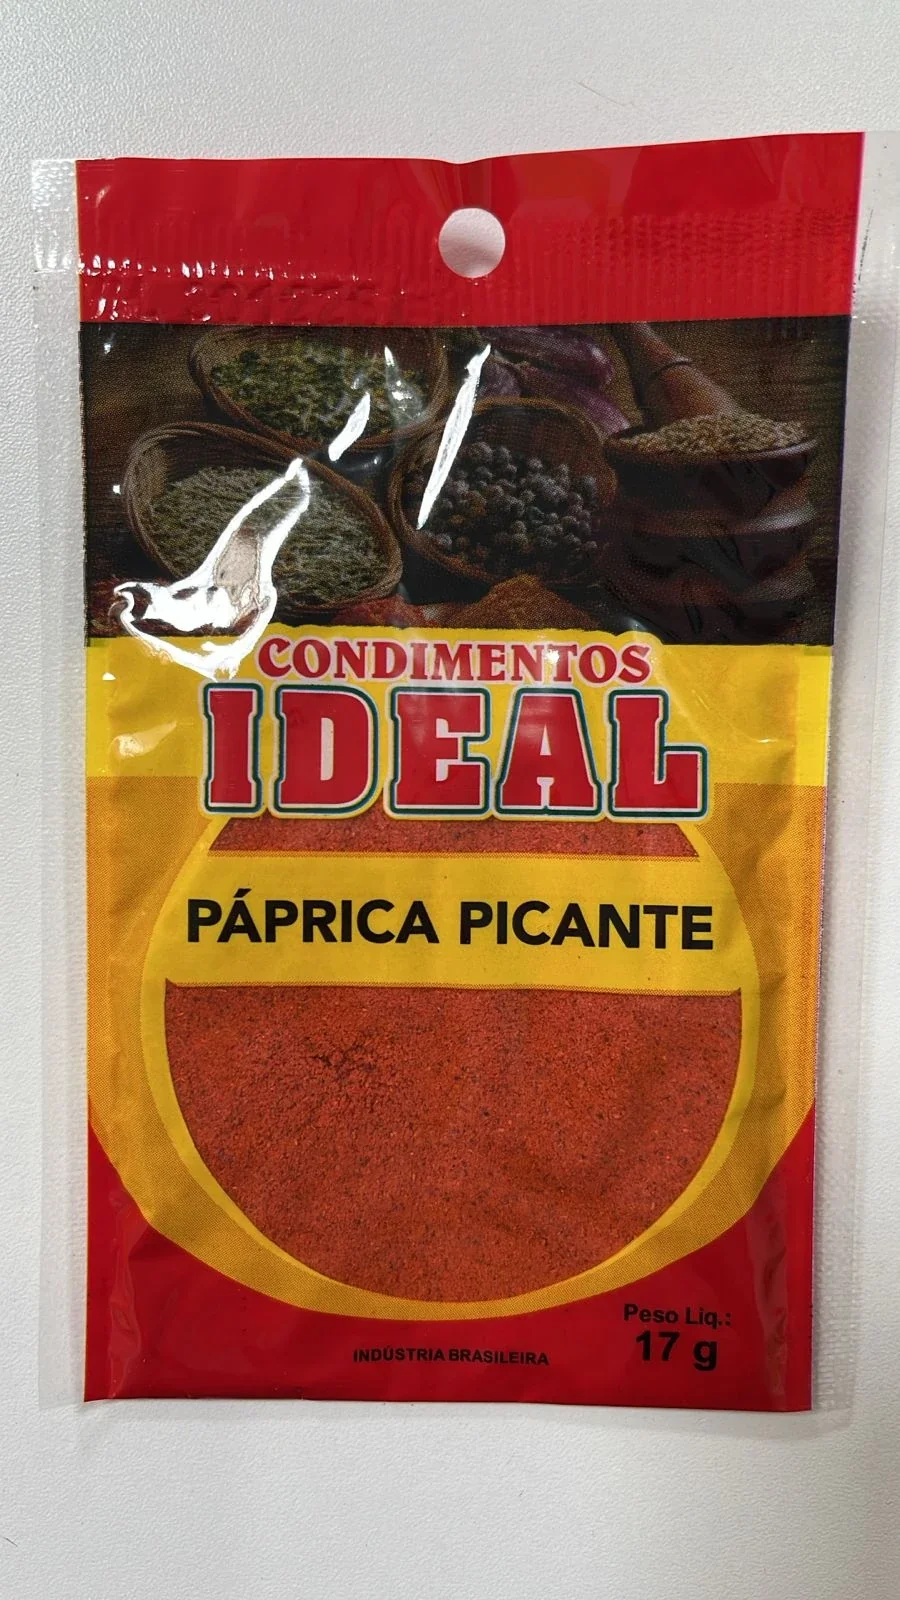 CONDIMENTOS
IDEAL
PÁPRICA PICANTE
Peso Liq.:
17 g
INDÚSTRIA BRASILEIRA